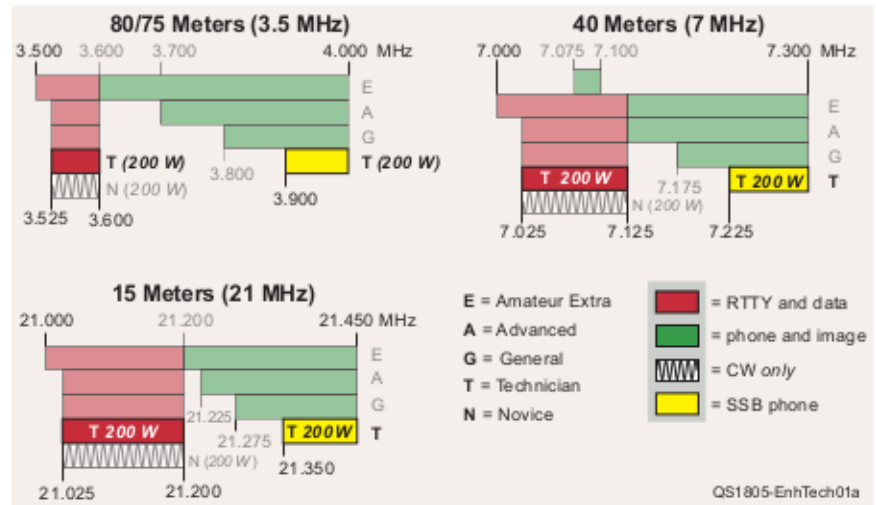 80/75 Meters (3.5 MHz)
3.500 3.600 3.700 4.000 MHz
E
A
G
T (200 W) T (200 W)
N (200 W)
3.800
3.900
3.525 3.600
40 Meters (7 MHz)
7.000 7.075 7.100 7.300
E
A
G
T 200 W T 200 W T
7.175
N (200 W)
7.025 7.125 7.225
15 Meters (21 MHz)
21.000 21.200 21.450 MHz
E
A
21.225
G
21.275
T 200 W T 200W T
N (200 W)
21.350
21.025 21.200
E = Amateur Extra
A = Advanced
G = General
T = Technician
N = Novice
= RTTY and data
= phone and image
= CW only
= SSB phone
QS1805-EnhTech01a